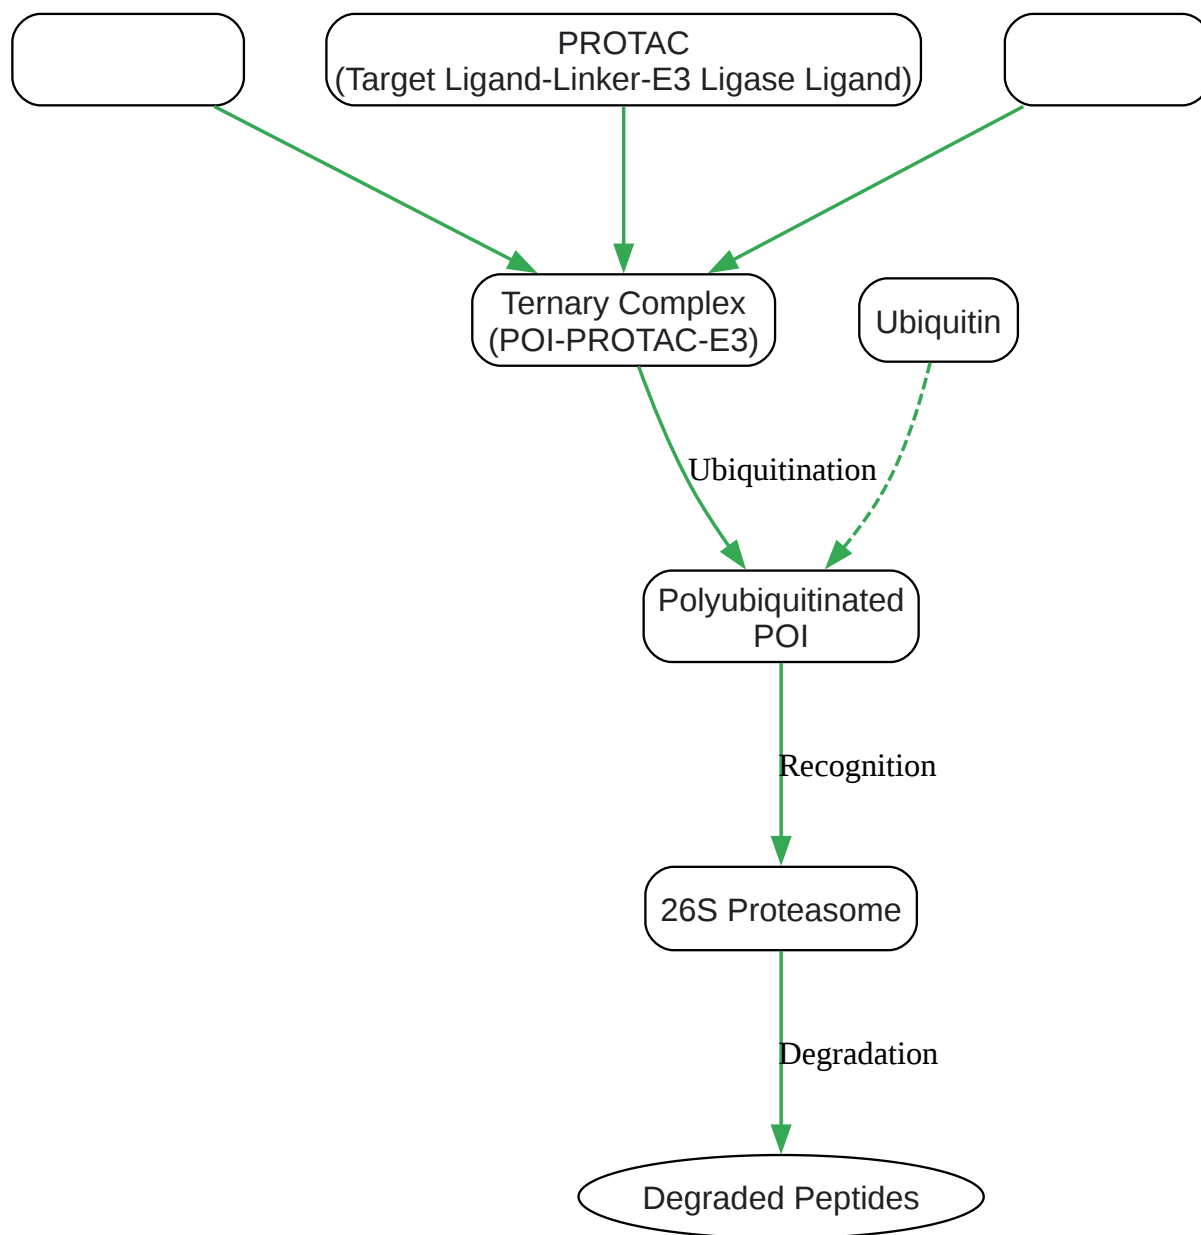 PROTAC
(Target Ligand-Linker-E3 Ligase Ligand)
Ternary Complex
(POI-PROTAC-E3)
Ubiquitin
Ubiquitination
Polyubiquitinated
POI
Recognition
26S Proteasome
Degradation
Degraded Peptides